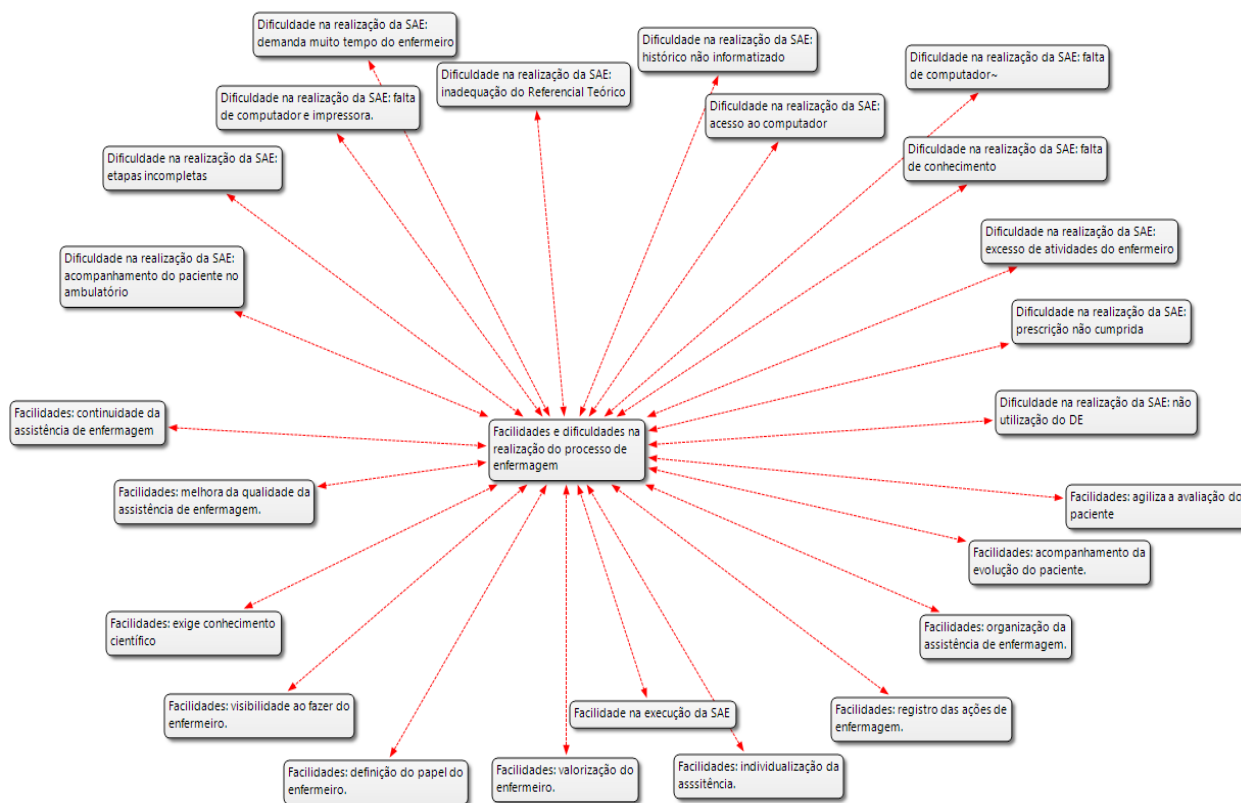 Dificuldade na realização da SAE:
demanda muito tempo do enfermeiro
Dificuldade na realização da SAE:
histórico não informatizado
Dificuldade na realização da SAE: falta
de computador~
Dificuldade na realização da SAE:
inadequação do Referencial Teórico
Dificuldade na realização da SAE: falta
de computador e impressora.
Dificuldade na realização da SAE:
acesso ao computador
Dificuldade na realização da SAE: falta
de conhecimento
Dificuldade na realização da SAE:
etapas incompletas
Dificuldade na realização da SAE:
excesso de atividades do enfermeiro
Dificuldade na realização da SAE:
acompanhamento do paciente no
ambulatório
Dificuldade na realização da SAE:
prescrição não cumprida
Dificuldade na realização da SAE: não
utilização do DE
Facilidades: continuidade da
assistência de enfermagem
Facilidades e dificuldades na
realização do processo de
enfermagem
Facilidades: melhora da qualidade da
assistência de enfermagem.
Facilidades: agiliza a avaliação do
paciente
Facilidades: acompanhamento da
evolução do paciente.
Facilidades: exige conhecimento
científico
Facilidades: organização da
assistência de enfermagem.
Facilidades: visibilidade ao fazer do
enfermeiro.
Facilidade na execução da SAE
Facilidades: registro das ações de
enfermagem.
Facilidades: definição do papel do
enfermeiro.
Facilidades: valorização do
enfermeiro.
Facilidades: individualização da
asssitência.